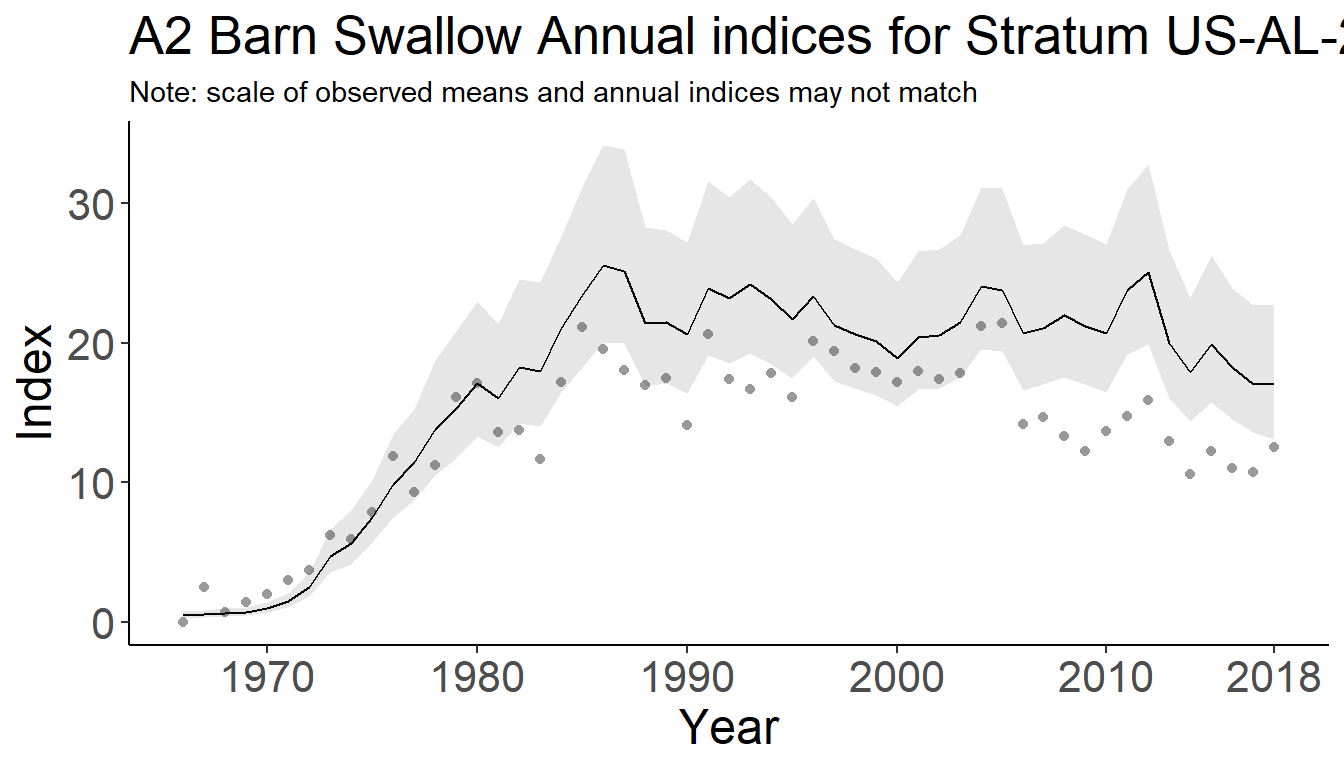 A2 Barn Swallow Annual indices for Stratum US-AL-2
Note: scale of observed means and annual indices may not match
30
20
10
0
Index
1970 1980 1990 2000 2010 2018
Year